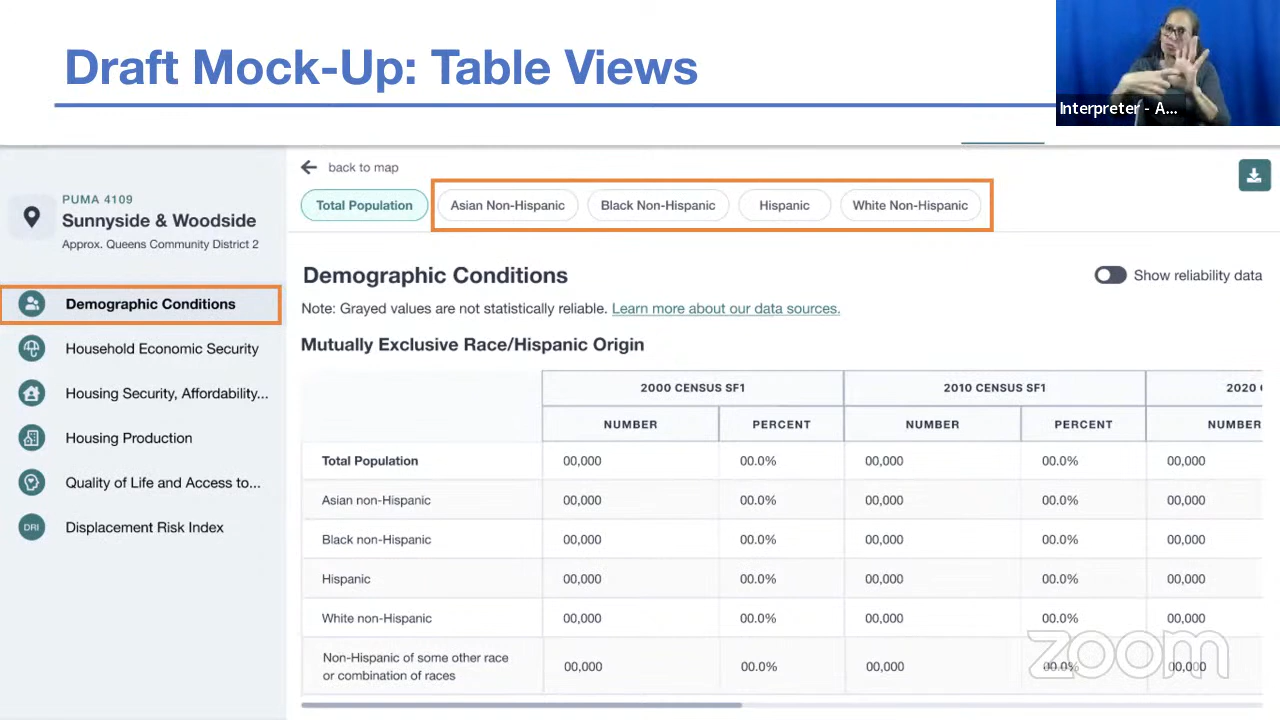 Draft Mock-Up: Table Views
Interpreter - A...
back to map
Total Population
Asian Non-Hispanic
Black Non-Hispanic
Hispanic
White Non-Hispanic
PUMA 4109
Sunnyside & Woodside
Approx. Queens Community District 2
Demographic Conditions
Household Economic Security
Housing Security, Affordability...
Housing Production
Quality of Life and Access to...
DRI
Displacement Risk Index
Demographic Conditions
Show reliability data
Note: Grayed values are not statistically reliable. Learn more about our data sources.
Mutually Exclusive Race/Hispanic Origin
2000 CENSUS SF1 2010 CENSUS SF1 2020
NUMBER PERCENT NUMBER PERCENT NUMBER
Total Population 00,000 00.0% 00,000 00.0% 00,000
Asian non-Hispanic 00,000 00.0% 00,000 00.0% 00,000
Black non-Hispanic 00,000 00.0% 00,000 00.0% 00,000
Hispanic 00,000 00.0% 00,000 00.0% 00,000
White non-Hispanic 00,000 00.0% 00,000 00.0% 00,000
Non-Hispanic of some other race
or combination of races 00,000 00.0% 00,000 00.0% 00,000
zoom